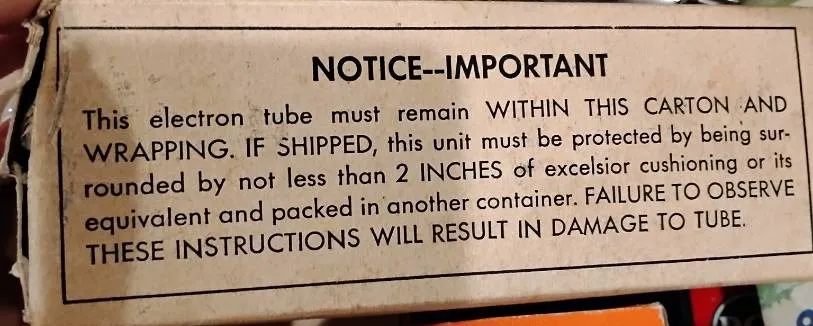 NOTICE--IMPORTANT
This electron tube must remain WITHIN THIS CARTON AND
WRAPPING. IF SHIPPED, this unit must be protected by being sur-
rounded by not less than 2 INCHES of excelsior cushioning or its
equivalent and packed in another container. FAILURE TO OBSERVE
THESE INSTRUCTIONS WILL RESULT IN DAMAGE TO TUBE.